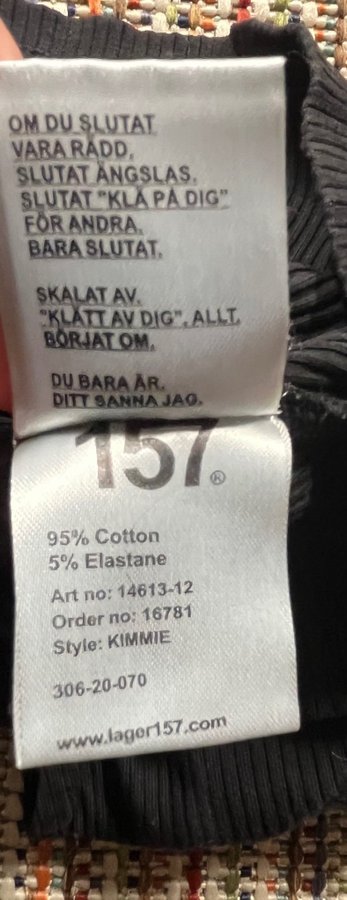 OM DU SLUTAT
VARA RÄDD.
SLUTAT ÄNGSLAS.
SLUTAT "KLÄ PÅ DIG"
FÖR ANDRA.
BARA SLUTAT.
SKALAT AV.
"KLÄTT AV DIG". ALLT.
BÖRJAT OM.
DU BARA ÄR.
DITT SANNA JAG.
157®
95% Cotton
5% Elastane
Art no: 14613-12
Order no: 16781
Style: KIMMIE
306-20-070
www.lager157.com